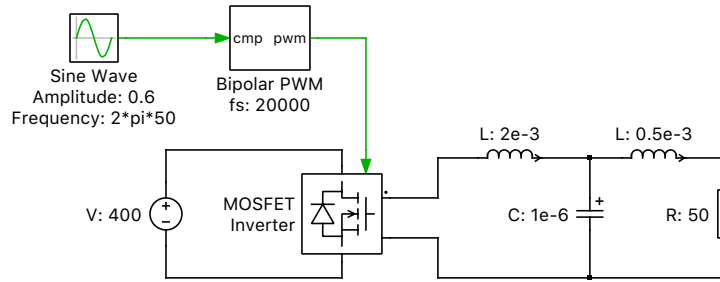 cmp pwm
Sine Wave
Amplitude: 0.6
Frequency: 2*pi*50
Bipolar PWM
fs: 20000
L: 2e-3
L: 0.5e-3
V: 400
MOSFET
Inverter
C: 1e-6
R: 50